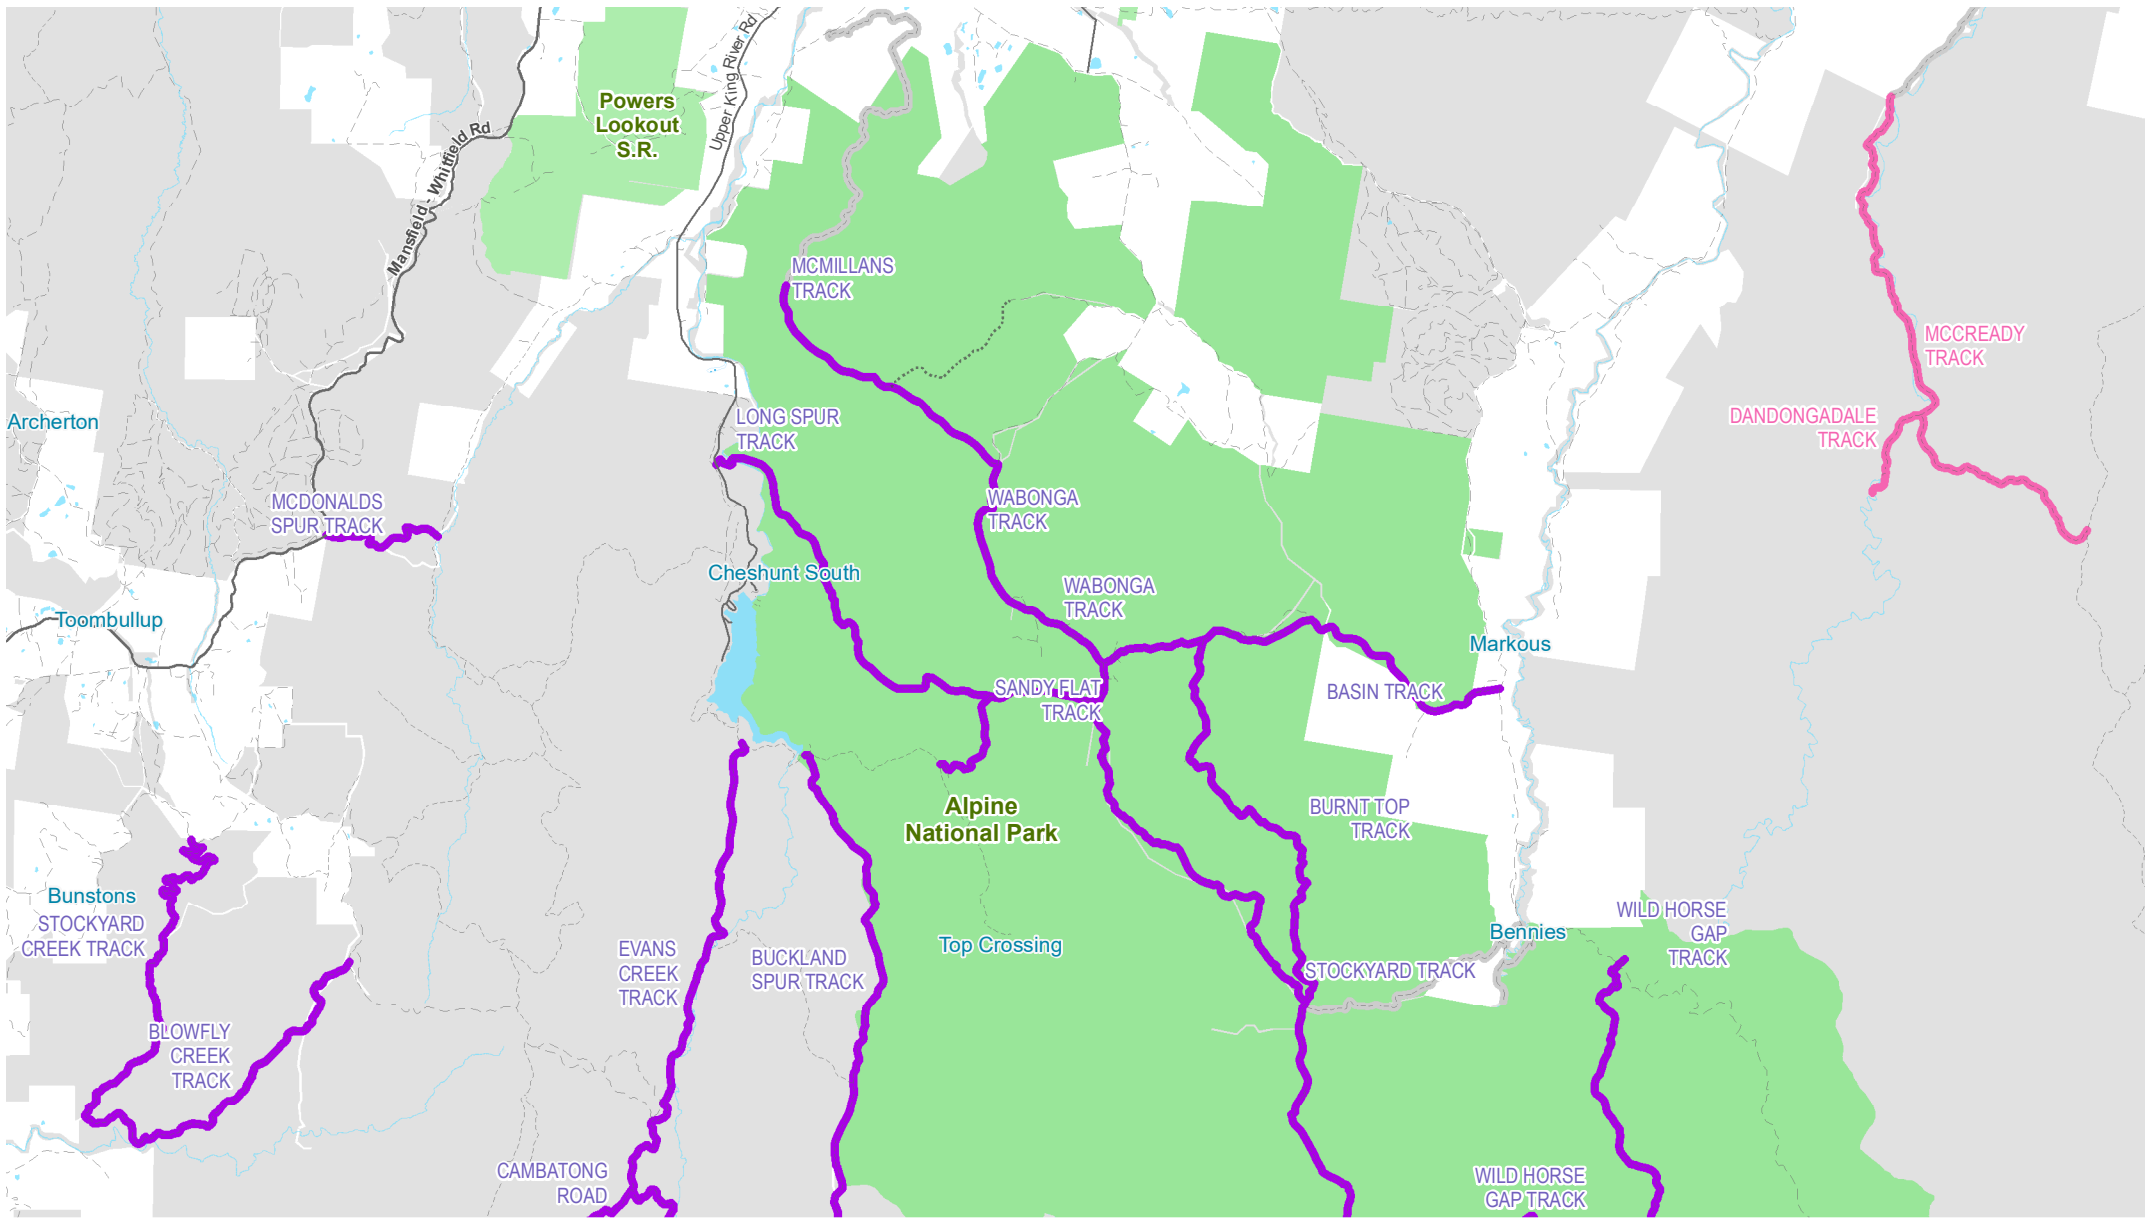 Powers
Lookout
S.R.
Upper King River Rd
Mansfield - Whitfield Rd
MCMILLANS
TRACK
MCCREADY
TRACK
DANDONGADALE
TRACK
Archerton
LONG SPUR
TRACK
MCDONALDS
SPUR TRACK
WABONGA
TRACK
Cheshunt South
WABONGA
TRACK
Toombullup
Markous
SANDY FLAT
TRACK
BASIN TRACK
Alpine
National Park
BURNT TOP
TRACK
Bunstons
STOCKYARD
CREEK TRACK
WILD HORSE
GAP
TRACK
Bennies
Top Crossing
EVANS
CREEK
TRACK
BUCKLAND
SPUR TRACK
STOCKYARD TRACK
BLOWFLY
CREEK
TRACK
CAMBATONG
ROAD
WILD HORSE
GAP TRACK